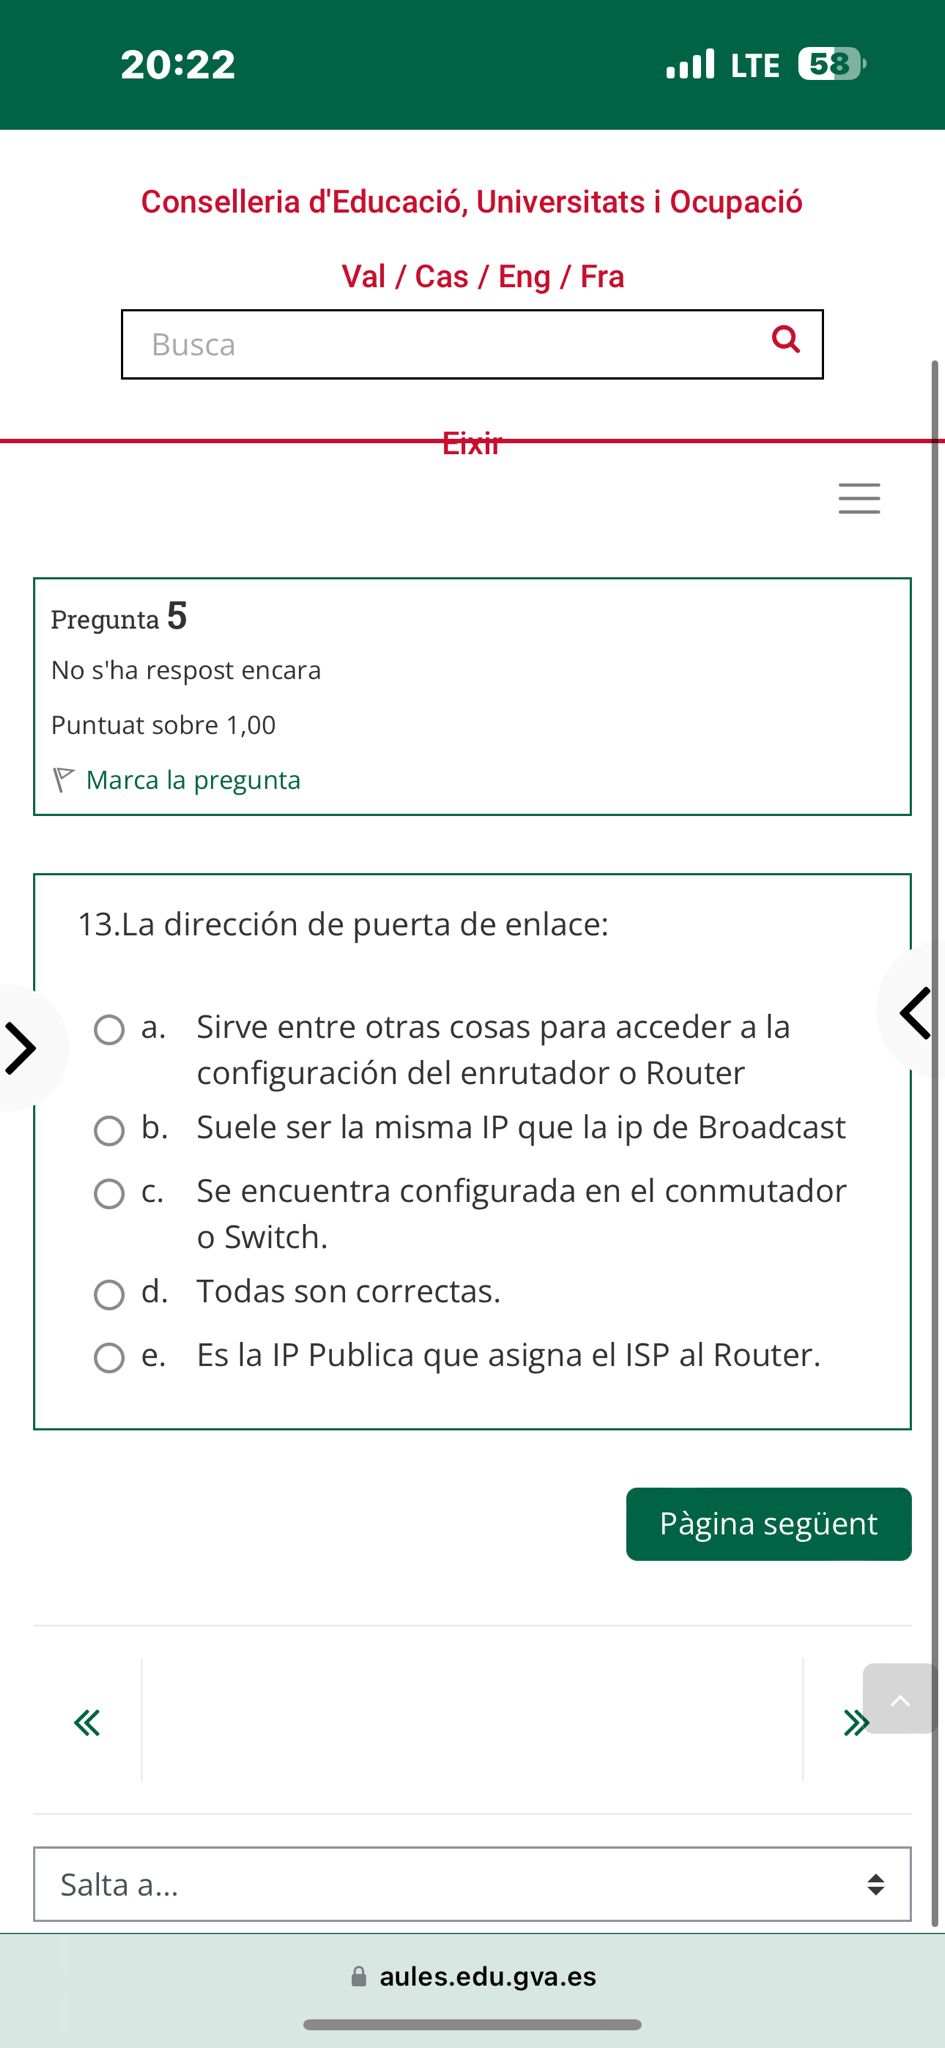 20:22
LTE 58
Conselleria d'Educació, Universitats i Ocupació
Val / Cas / Eng / Fra
Busca
Eixir
Pregunta 5
No s'ha respost encara
Puntuat sobre 1,00
Marca la pregunta
13.La dirección de puerta de enlace:
a. Sirve entre otras cosas para acceder a la
configuración del enrutador o Router
b. Suele ser la misma IP que la ip de Broadcast
c. Se encuentra configurada en el conmutador
o Switch.
d. Todas son correctas.
e. Es la IP Publica que asigna el ISP al Router.
Pàgina següent
Salta a...
aules.edu.gva.es